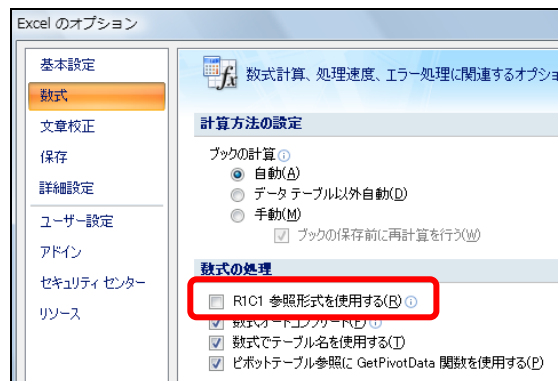 Excel のオプション
基本設定
数式
文章校正
保存
詳細設定
ユーザー設定
アドイン
セキュリティ センター
リソース
数式計算、処理速度、エラー処理に関連するオプショ
計算方法の設定
ブックの計算
自動(A)
データ テーブル以外自動(D)
手動(M)
ブックの保存前に再計算を行う(W)
数式の処理
R1C1 参照形式を使用する(R)
数式オートコンプリート(F)
数式でテーブル名を使用する(T)
ピボットテーブル参照に GetPivotData 関数を使用する(P)